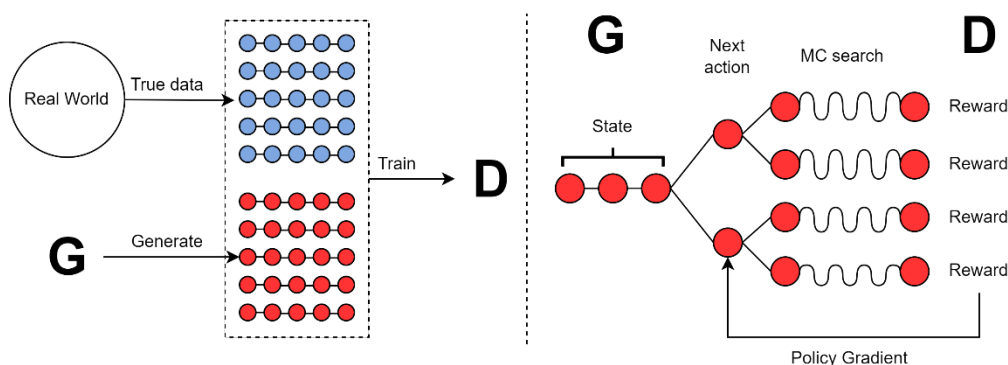 Real World
True data
G
Generate
Train
D
G
Next
action
MC search
D
State
Reward
Reward
Reward
Reward
Policy Gradient